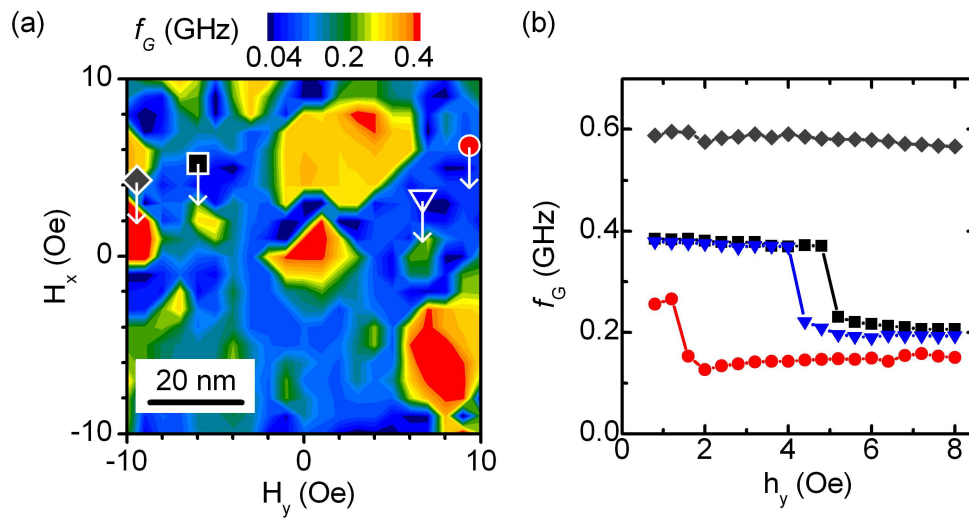 (a)
f_G (GHz)
0.04 0.2 0.4
10
0
-10
H_x (Oe)
20 nm
-10 0 10
H_y (Oe)
(b)
0.6
0.4
0.2
0.0
f_G (GHz)
0 2 4 6 8
h_y (Oe)